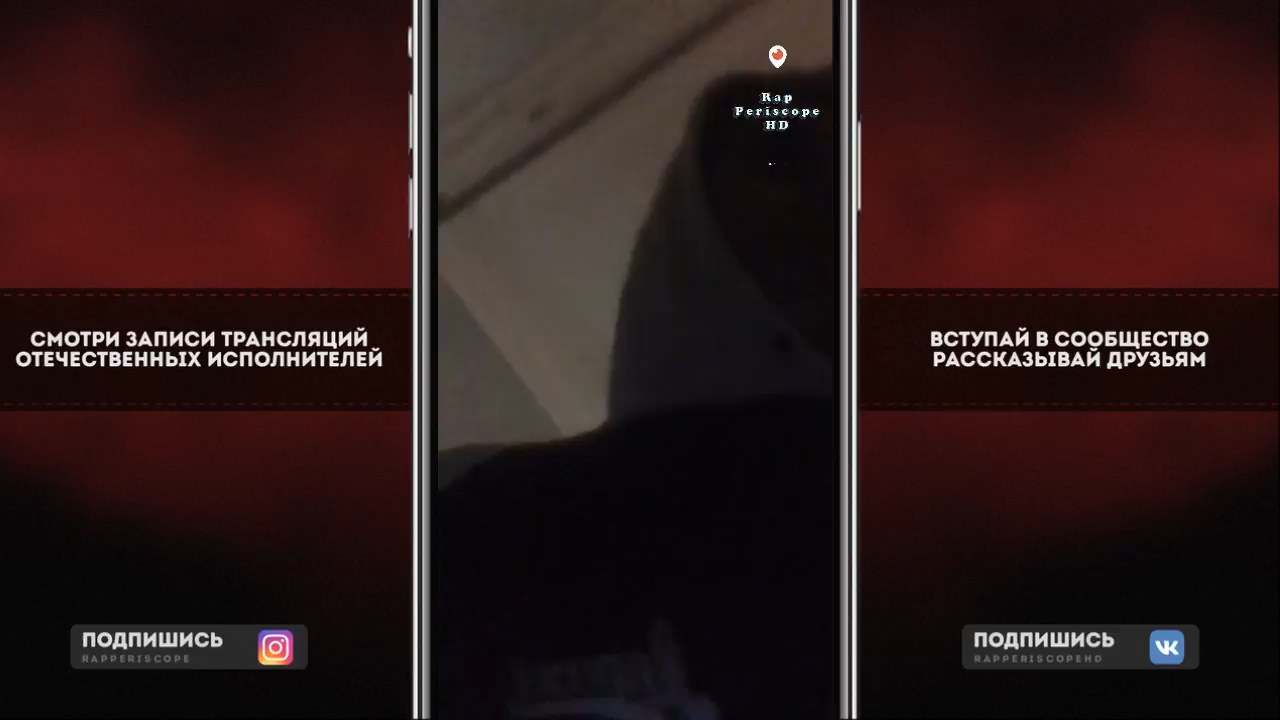 Rap
Periscope
HD
СМОТРИ ЗАПИСИ ТРАНСЛЯЦИЙ
ОТЕЧЕСТВЕННЫХ ИСПОЛНИТЕЛЕЙ
ВСТУПАЙ В СООБЩЕСТВО
РАССКАЗЫВАЙ ДРУЗЬЯМ
ПОДПИШИСЬ
RAPPERISCOPE
ПОДПИШИСЬ
RAPPERISCOPEHD